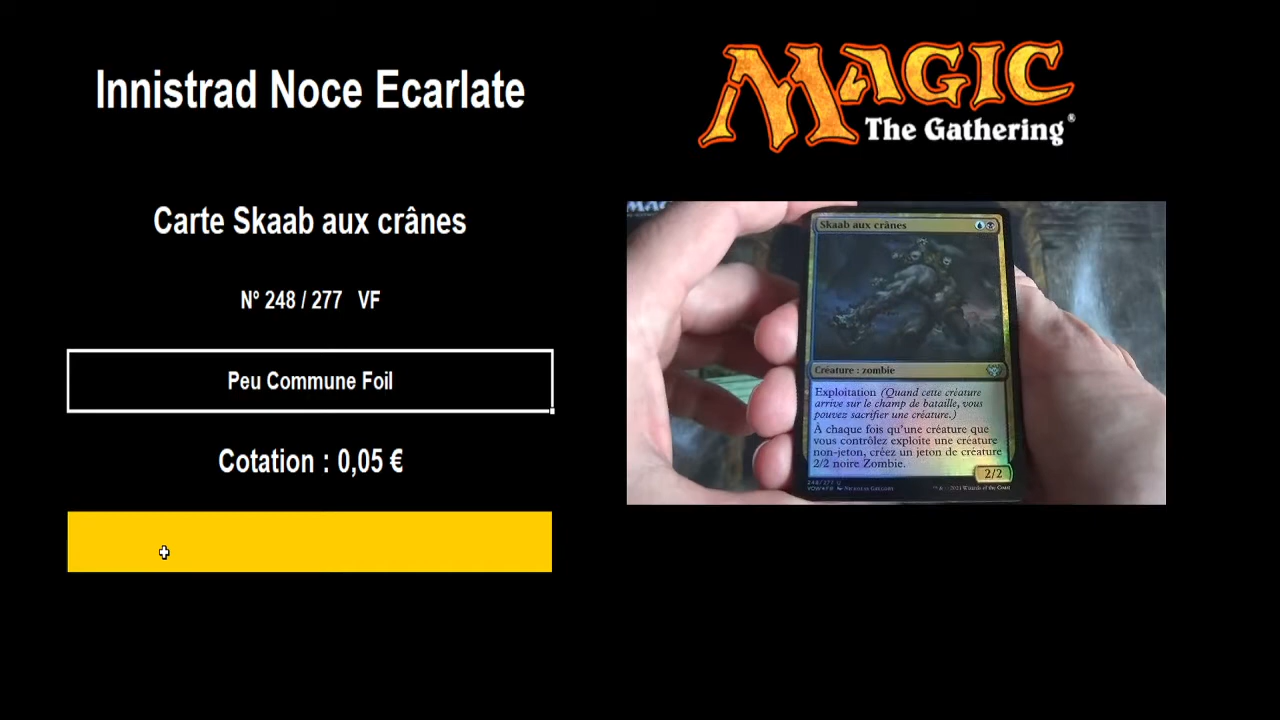 Innistrad Noce Ecarlate
Carte Skaab aux crânes
N° 248 / 277 VF
Peu Commune Foil
Cotation : 0,05 €
MAGIC
The Gathering®
Skaab aux crânes
Créature : zombie
Exploitation (Quand cette créature
arrive sur le champ de bataille, vous
pouvez sacrifier une créature.)
À chaque fois qu'une créature que
vous contrôlez exploite une créature
non-jeton, créez un jeton de créature
2/2 noire Zombie.
2/2
248/277 U